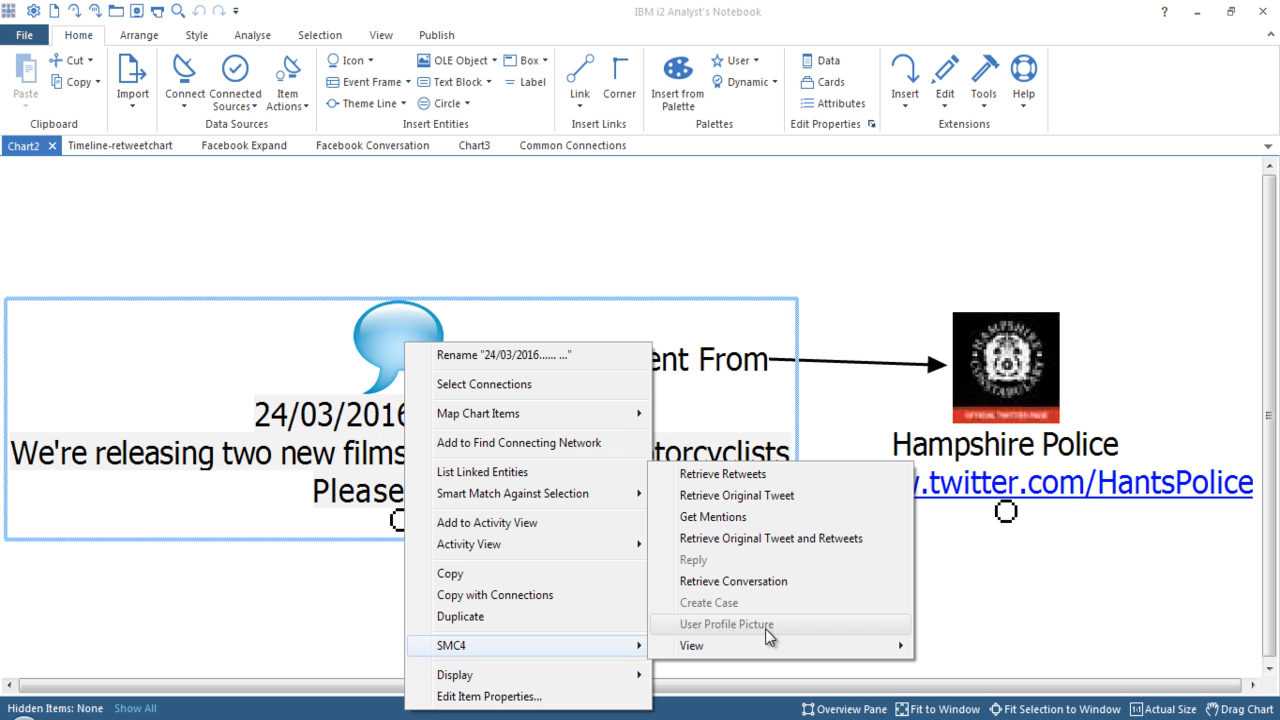 IBM i2 Analyst's Notebook
File Home Arrange Style Analyse Selection View Publish
Paste
Cut
Copy
Clipboard
Import
Connect
Connected Sources
Item Actions
Data Sources
Icon
Event Frame
Theme Line
OLE Object
Text Block
Circle
Box
Label
Insert Entities
Link
Corner
Insert Links
Insert from Palette
User
Dynamic
Palettes
Data
Cards
Attributes
Edit Properties
Insert
Edit
Tools
Help
Extensions
Chart2 Timeline-retweetchart Facebook Expand Facebook Conversation Chart3 Common Connections
ent From
24/03/2016
We're releasing two new films
torcyclists
Please
HAMPSHIRE
CONSTABULARY
OFFICIAL TWITTER PAGE
Hampshire Police
.twitter.com/HantsPolice
Rename "24/03/2016...... ..."
Select Connections
Map Chart Items
Add to Find Connecting Network
List Linked Entities
Smart Match Against Selection
Add to Activity View
Activity View
Copy
Copy with Connections
Duplicate
SMC4
Display
Edit Item Properties...
Retrieve Retweets
Retrieve Original Tweet
Get Mentions
Retrieve Original Tweet and Retweets
Reply
Retrieve Conversation
Create Case
User Profile Picture
View
Hidden Items: None Show All
Overview Pane Fit to Window Fit Selection to Window Actual Size Drag Chart